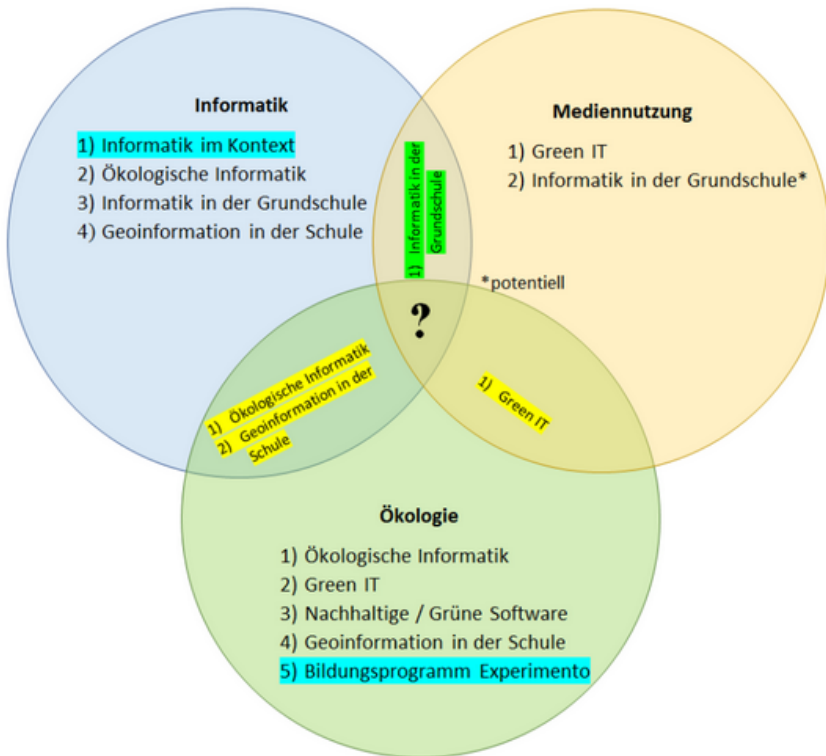 Informatik
1) Informatik im Kontext
2) Ökologische Informatik
3) Informatik in der Grundschule
4) Geoinformation in der Schule
Mediennutzung
1) Green IT
2) Informatik in der Grundschule*
1) Informatik in der
Grundschule
*potentiell
?
1) Ökologische Informatik
2) Geoinformation in der
Schule
1) Green IT
Ökologie
1) Ökologische Informatik
2) Green IT
3) Nachhaltige / Grüne Software
4) Geoinformation in der Schule
5) Bildungsprogramm Experimento